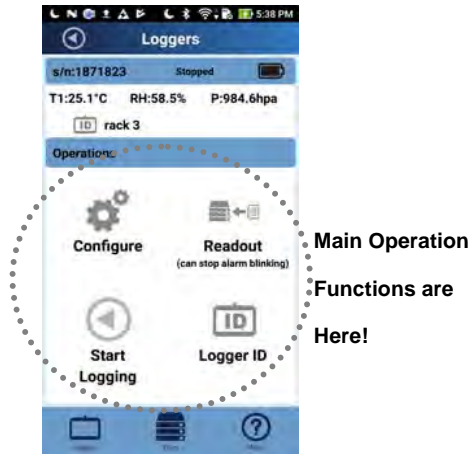 5:38 PM
Loggers
s/n:1871823 Stopped
T1:25.1°C RH:58.5% P:984.6hpa
ID rack 3
Operations
Configure
Readout
(can stop alarm blinking)
Start
Logging
ID
Logger ID
Main Operation
Functions are
Here!